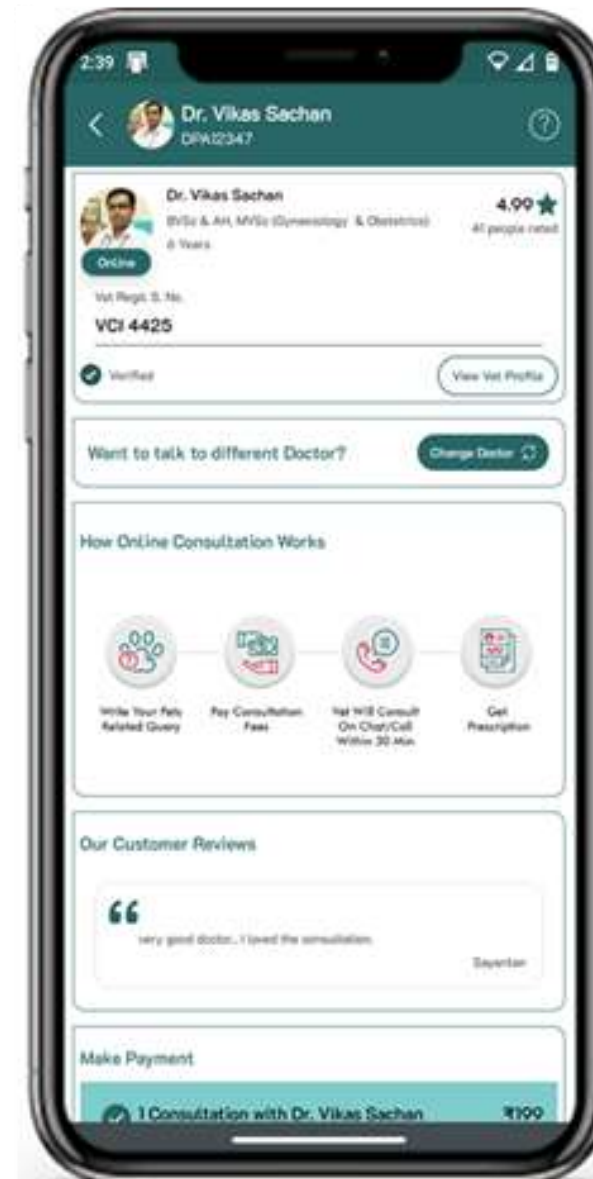 2:39
Dr. Vikas Sachan
DPA12347
Dr. Vikas Sachan
4.99
BVSc & AH, MVSc (Gynaecology & Obstetrics)
41 people rated
6 Years
Online
Vet Regd. S. No.
VCI 4425
Verified
View Vet Profile
Want to talk to different Doctor?
Change Doctor
How Online Consultation Works
Write Your Pets
Related Query
Pay Consultation
Fees
Vet Will Consult
On Chat/Call
Within 30 Min
Get
Prescription
Our Customer Reviews
very good doctor.. I loved the consultation.
Sayantan
Make Payment
1 Consultation with Dr. Vikas Sachan
₹199